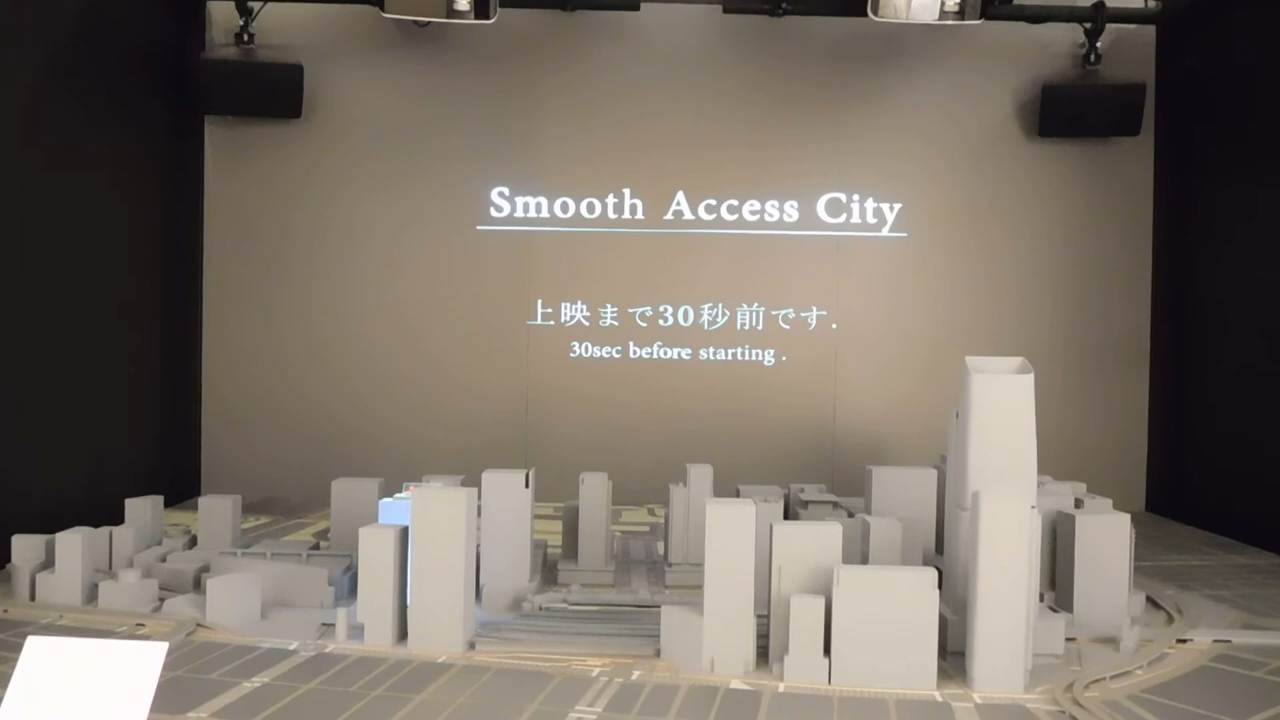 Smooth Access City
上映まで30秒前です.
30sec before starting .